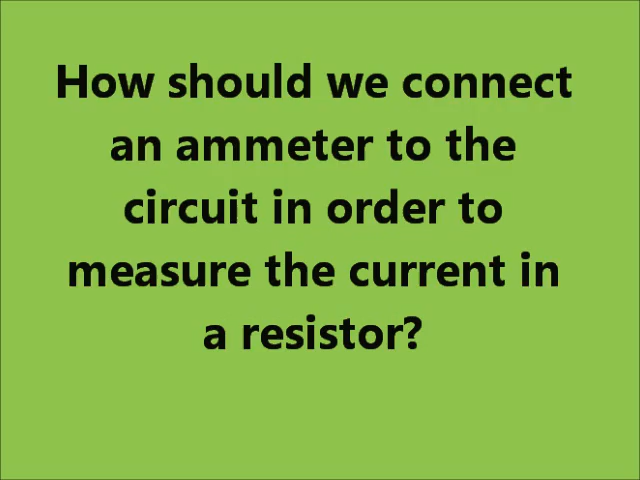 How should we connect
an ammeter to the
circuit in order to
measure the current in
a resistor?